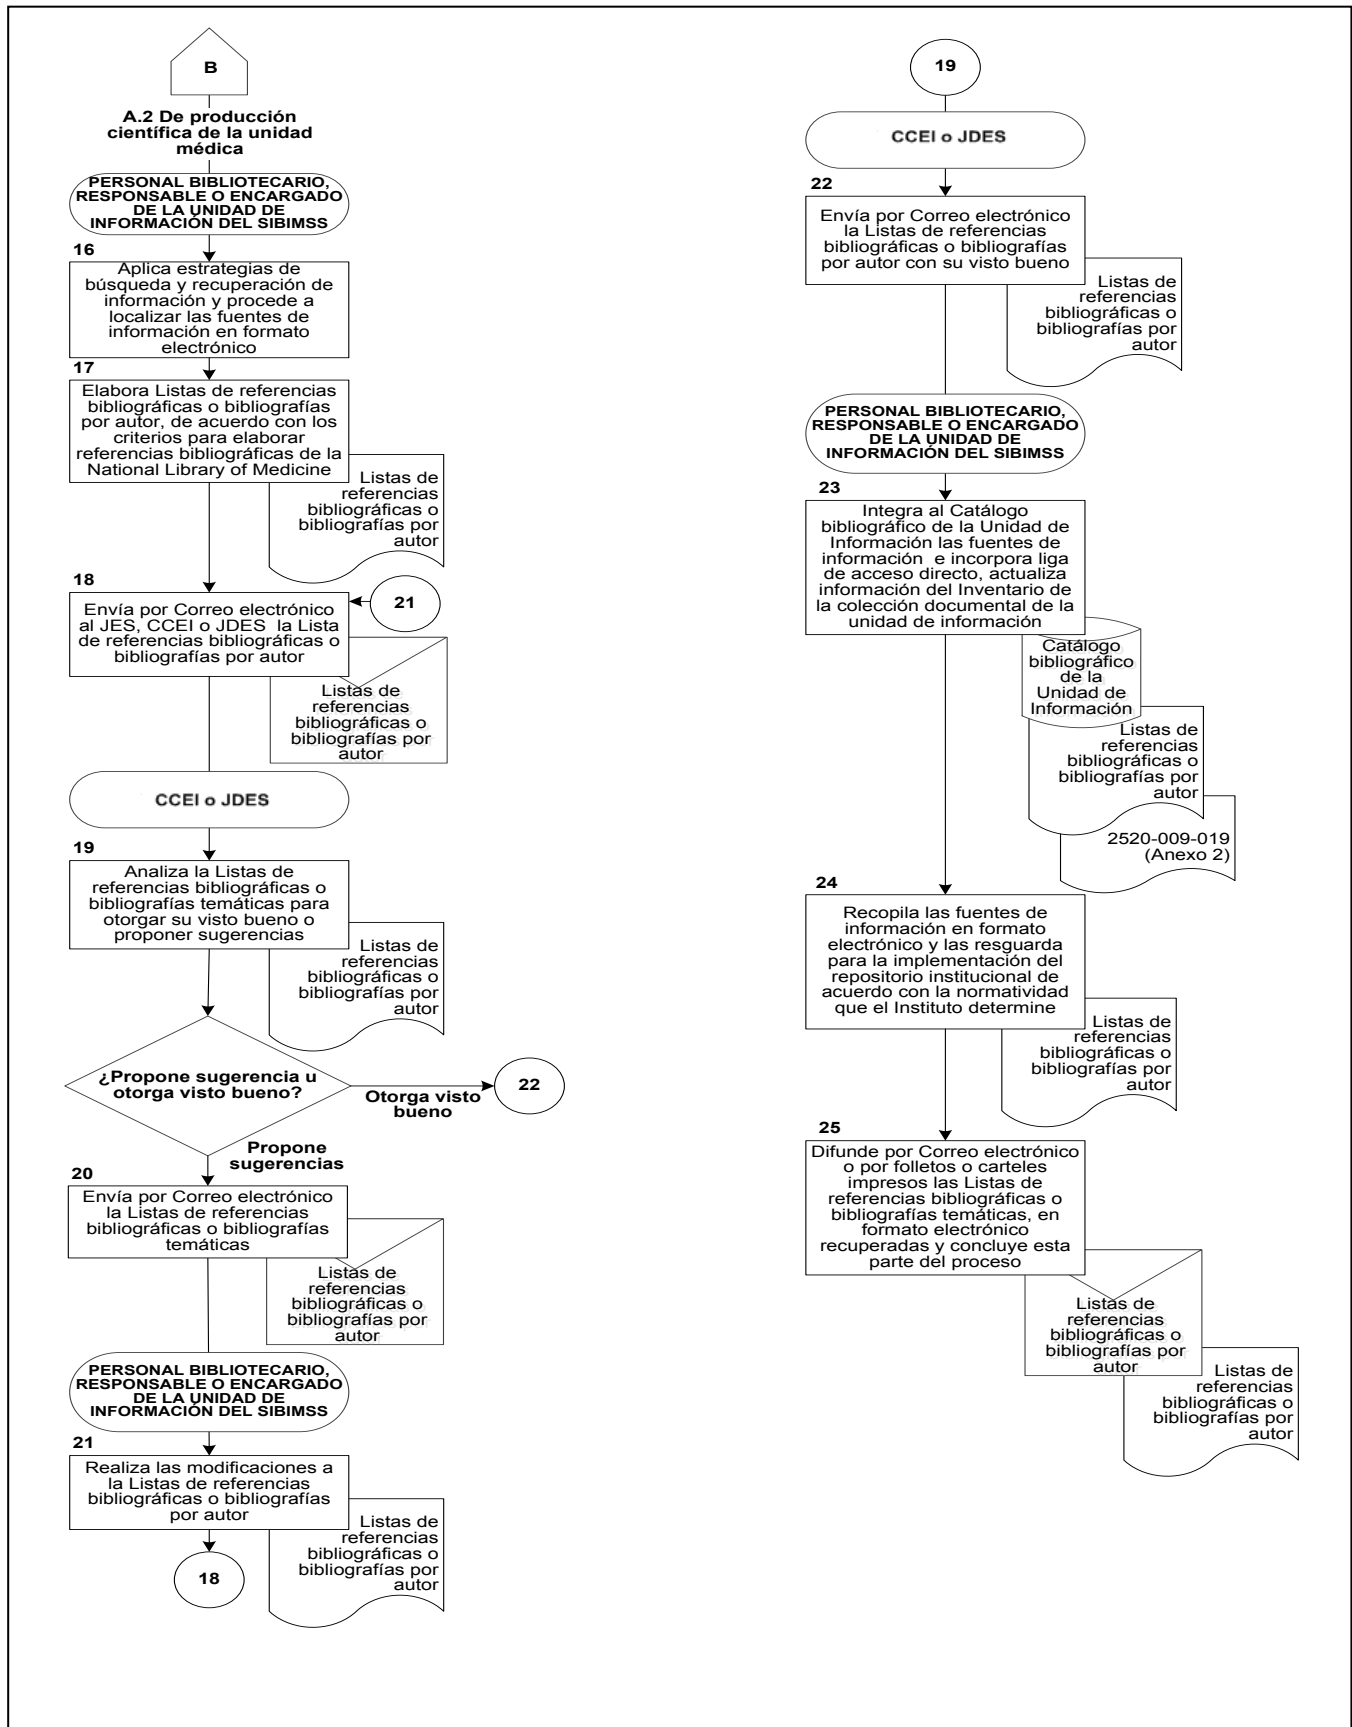 B
A.2 De producción
científica de la unidad
médica
PERSONAL BIBLIOTECARIO,
RESPONSABLE O ENCARGADO
DE LA UNIDAD DE
INFORMACIÓN DEL SIBIMSS
16
Aplica estrategias de
búsqueda y recuperación de
información y procede a
localizar las fuentes de
información en formato
electrónico
17
Elabora Listas de referencias
bibliográficas o bibliografías
por autor, de acuerdo con los
criterios para elaborar
referencias bibliográficas de la
National Library of Medicine
Listas de
referencias
bibliográficas o
bibliografías por
autor
18
21
Envía por Correo electrónico
al JES, CCEI o JDES  la Lista
de referencias bibliográficas o
bibliografías por autor
Listas de
referencias
bibliográficas o
bibliografías por
autor
CCEI o JDES
19
Analiza la Listas de
referencias bibliográficas o
bibliografías temáticas para
otorgar su visto bueno o
proponer sugerencias
Listas de
referencias
bibliográficas o
bibliografías por
autor
¿Propone sugerencia u
otorga visto bueno?
Otorga visto
bueno
22
Propone
sugerencias
20
Envía por Correo electrónico
la Listas de referencias
bibliográficas o bibliografías
temáticas
Listas de
referencias
bibliográficas o
bibliografías por
autor
PERSONAL BIBLIOTECARIO,
RESPONSABLE O ENCARGADO
DE LA UNIDAD DE
INFORMACIÓN DEL SIBIMSS
21
Realiza las modificaciones a
la Listas de referencias
bibliográficas o bibliografías
por autor
Listas de
referencias
bibliográficas o
bibliografías por
autor
18
19
CCEI o JDES
22
Envía por Correo electrónico
la Listas de referencias
bibliográficas o bibliografías
por autor con su visto bueno
Listas de
referencias
bibliográficas o
bibliografías por
autor
PERSONAL BIBLIOTECARIO,
RESPONSABLE O ENCARGADO
DE LA UNIDAD DE
INFORMACIÓN DEL SIBIMSS
23
Integra al Catálogo
bibliográfico de la Unidad de
Información las fuentes de
información  e incorpora liga
de acceso directo, actualiza
información del Inventario de
la colección documental de la
unidad de información
Catálogo
bibliográfico
de la
Unidad de
Información
Listas de
referencias
bibliográficas o
bibliografías por
autor
2520-009-019
(Anexo 2)
24
Recopila las fuentes de
información en formato
electrónico y las resguarda
para la implementación del
repositorio institucional de
acuerdo con la normatividad
que el Instituto determine
Listas de
referencias
bibliográficas o
bibliografías por
autor
25
Difunde por Correo electrónico
o por folletos o carteles
impresos las Listas de
referencias bibliográficas o
bibliografías temáticas, en
formato electrónico
recuperadas y concluye esta
parte del proceso
Listas de
referencias
bibliográficas o
bibliografías por
autor
Listas de
referencias
bibliográficas o
bibliografías por
autor